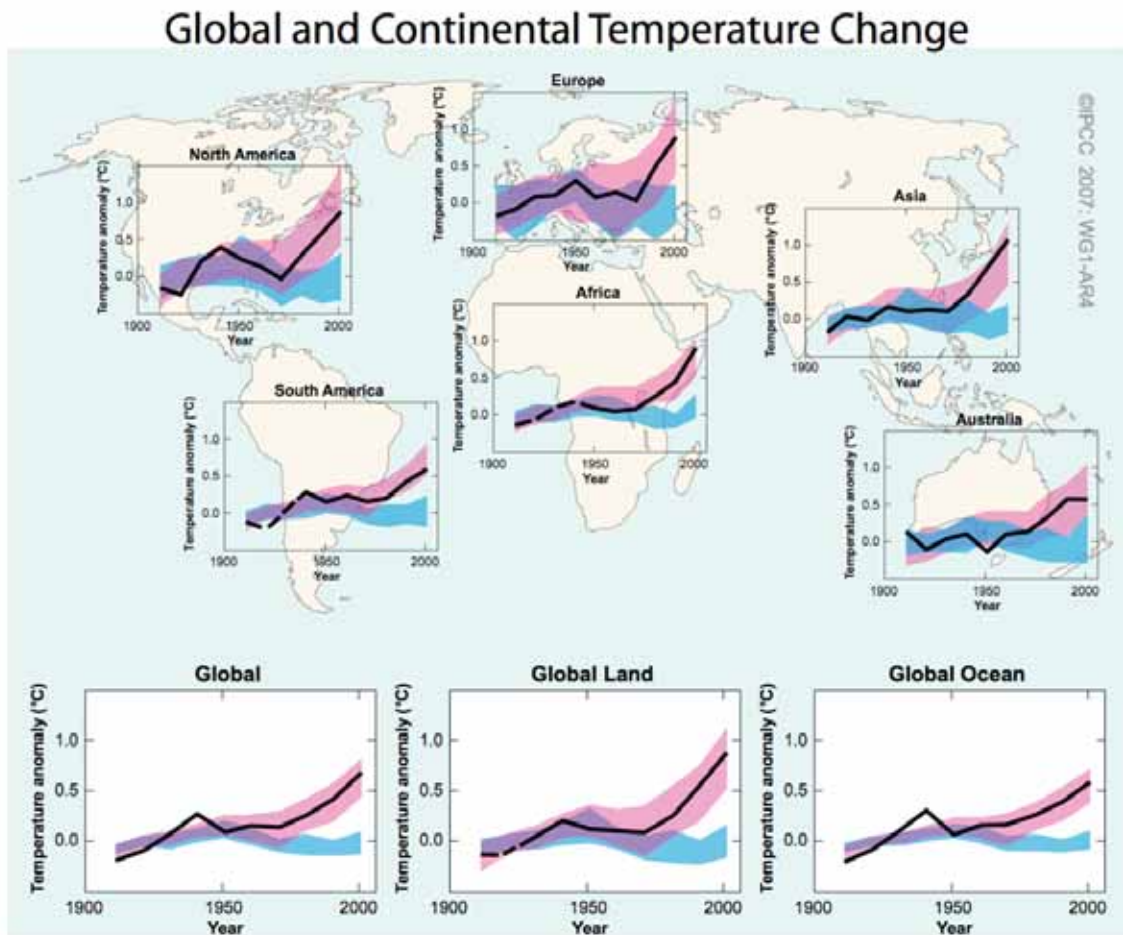 Global and Continental Temperature Change
©IPCC 2007: WG1-AR4
North America
Temperature anomaly (°C)
1.0
0.5
0.0
1900 1950 2000
Year
Europe
Temperature anomaly (°C)
1.0
0.5
0.0
1900 1950 2000
Year
Asia
Temperature anomaly (°C)
1.0
0.5
0.0
1900 1950 2000
Year
Africa
Temperature anomaly (°C)
1.0
0.5
0.0
1900 1950 2000
Year
South America
Temperature anomaly (°C)
1.0
0.5
0.0
1900 1950 2000
Year
Australia
Temperature anomaly (°C)
1.0
0.5
0.0
1900 1950 2000
Year
Global
Temperature anomaly (°C)
1.0
0.5
0.0
1900 1950 2000
Year
Global Land
Temperature anomaly (°C)
1.0
0.5
0.0
1900 1950 2000
Year
Global Ocean
Temperature anomaly (°C)
1.0
0.5
0.0
1900 1950 2000
Year